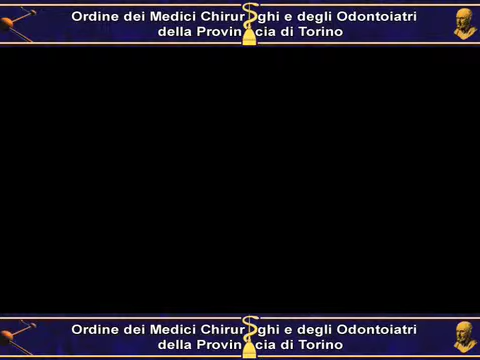 Ordine dei Medici Chirurghi e degli Odontoiatri
della Provincia di Torino
Ordine dei Medici Chirurghi e degli Odontoiatri
della Provincia di Torino